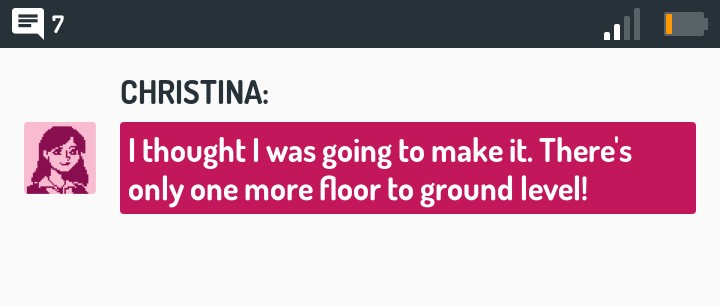 7
CHRISTINA:
I thought I was going to make it. There's
only one more floor to ground level!